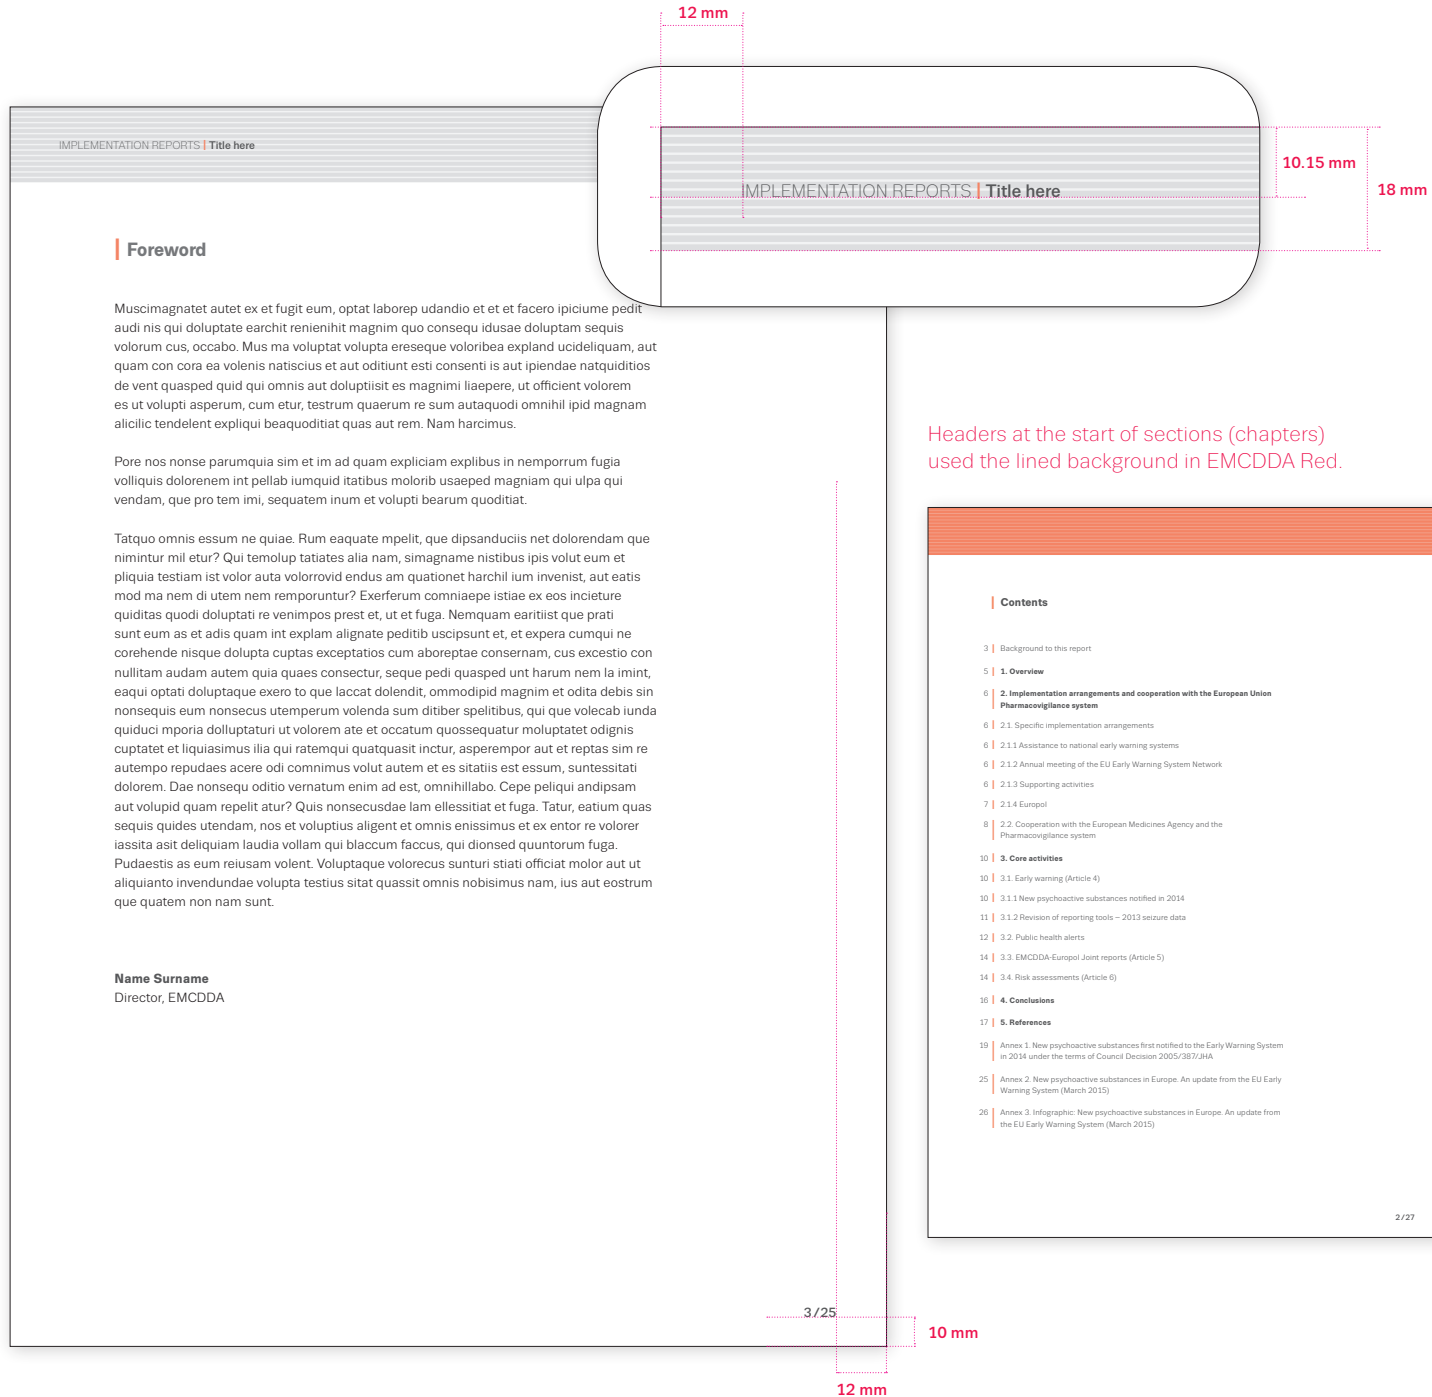 12 mm
IMPLEMENTATION REPORTS | Title here
IMPLEMENTATION REPORTS | Title here
10.15 mm
18 mm
Foreword
Muscimagnatet autet ex et fugit eum, optat laborep udandio et et et facero ipiciume pedit
audi nis qui doluptate earchit renienihit magnim quo consequ idusae doluptam sequis
volorum cus, occabo. Mus ma voluptat volupta ereseque voloribea expland ucideliquam, aut
quam con cora ea volenis natiscius et aut oditiunt esti consenti is aut ipiendae natquiditios
de vent quasped quid qui omnis aut doluptiisit es magnimi liaepere, ut officient volorem
es ut volupti asperum, cum etur, testrum quaerum re sum autaquodi omnihil ipid magnam
alicilic tendelent expliqui beaquoditiat quas aut rem. Nam harcimus.
Pore nos nonse parumquia sim et im ad quam expliciam explibus in nemporrum fugia
volliquis dolorenem int pellab iumquid itatibus molorib usaeped magniam qui ulpa qui
vendam, que pro tem imi, sequatem inum et volupti bearum quoditiat.
Tatquo omnis essum ne quiae. Rum eaquate mpelit, que dipsanduciis net dolorendam que
nimintur mil etur? Qui temolup tatiates alia nam, simagname nistibus ipis volut eum et
pliquia testiam ist volor auta volorrovid endus am quationet harchil ium invenist, aut eatis
mod ma nem di utem nem remporuntur? Exerferum comniaepe istiae ex eos incieture
quiditas quodi doluptati re venimpos prest et, ut et fuga. Nemquam earitiist que prati
sunt eum as et adis quam int explam alignate peditib uscipsunt et, et expera cumqui ne
corehende nisque dolupta cuptas exceptatios cum aboreptae consernam, cus excestio con
nullitam audam autem quia quaes consectur, seque pedi quasped unt harum nem la imint,
eaqui optati doluptaque exero to que laccat dolendit, ommodipid magnim et odita debis sin
nonsequis eum nonsecus utemperum volenda sum ditiber spelitibus, qui que volecab iunda
quiduci mporia dolluptaturi ut volorem ate et occatum quossequatur moluptatet odignis
cuptatet et liquiasimus ilia qui ratemqui quatquasit inctur, asperempor aut et reptas sim re
autempo repudaes acere odi comnimus volut autem et es sitatiis est essum, suntessitati
dolorem. Dae nonsequ oditio vernatum enim ad est, omnihillabo. Cepe peliqui andipsam
aut volupid quam repelit atur? Quis nonsecusdae lam ellessitiat et fuga. Tatur, eatium quas
sequis quides utendam, nos et voluptius aligent et omnis enissimus et ex entor re volorer
iassita asit deliquiam laudia vollam qui blaccum faccus, qui dionsed quuntorum fuga.
Pudaestis as eum reiusam volent. Voluptaque volorecus sunturi stiati officiat molor aut ut
aliquianto invendundae volupta testius sitat quassit omnis nobisimus nam, ius aut eostrum
que quatem non nam sunt.
Name Surname
Director, EMCDDA
3/25
10 mm
12 mm
Headers at the start of sections (chapters)
used the lined background in EMCDDA Red.
Contents
3 | Background to this report
5 | 1. Overview
6 | 2. Implementation arrangements and cooperation with the European Union
Pharmacovigilance system
6 | 2.1. Specific implementation arrangements
6 | 2.1.1 Assistance to national early warning systems
6 | 2.1.2 Annual meeting of the EU Early Warning System Network
6 | 2.1.3 Supporting activities
7 | 2.1.4 Europol
8 | 2.2. Cooperation with the European Medicines Agency and the
Pharmacovigilance system
10 | 3. Core activities
10 | 3.1. Early warning (Article 4)
10 | 3.1.1 New psychoactive substances notified in 2014
11 | 3.1.2 Revision of reporting tools – 2013 seizure data
12 | 3.2. Public health alerts
14 | 3.3. EMCDDA-Europol Joint reports (Article 5)
14 | 3.4. Risk assessments (Article 6)
16 | 4. Conclusions
17 | 5. References
19 | Annex 1. New psychoactive substances first notified to the Early Warning System
in 2014 under the terms of Council Decision 2005/387/JHA
25 | Annex 2. New psychoactive substances in Europe. An update from the EU Early
Warning System (March 2015)
26 | Annex 3. Infographic: New psychoactive substances in Europe. An update from
the EU Early Warning System (March 2015)
2/27